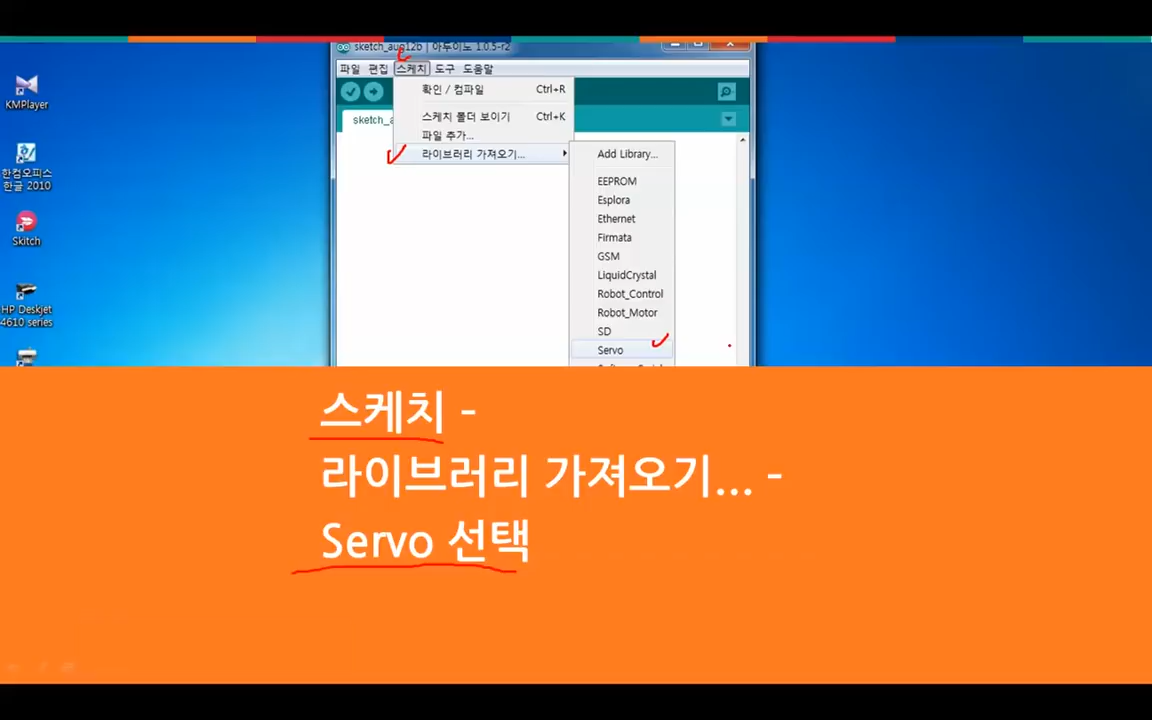 sketch_aug12b | 아두이노 1.0.5-r2
파일 편집 스케치 도구 도움말
KMPlayer
확인 / 컴파일 Ctrl+R
스케치 폴더 보이기 Ctrl+K
sketch_a
파일 추가...
라이브러리 가져오기...
Add Library...
한컴오피스
한글 2010
EEPROM
Esplora
Ethernet
Skitch
Firmata
GSM
LiquidCrystal
Robot_Control
HP Deskjet
4610 series
Robot_Motor
SD
Servo
스케치 -
라이브러리 가져오기... -
Servo 선택